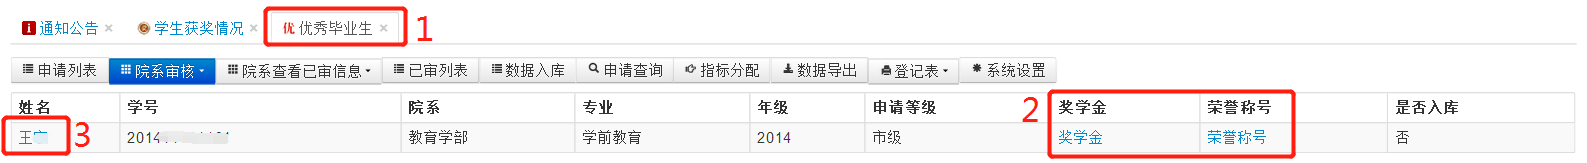 通知公告 × 学生获奖情况 × 优 优秀毕业生 × 1
申请列表 院系审核 院系查看已审信息 已审列表 数据入库 申请查询 指标分配 数据导出 登记表 系统设置
姓名 学号 院系 专业 年级 申请等级 2 奖学金 荣誉称号 是否入库
王 3 2014 教育学部 学前教育 2014 市级 奖学金 荣誉称号 否